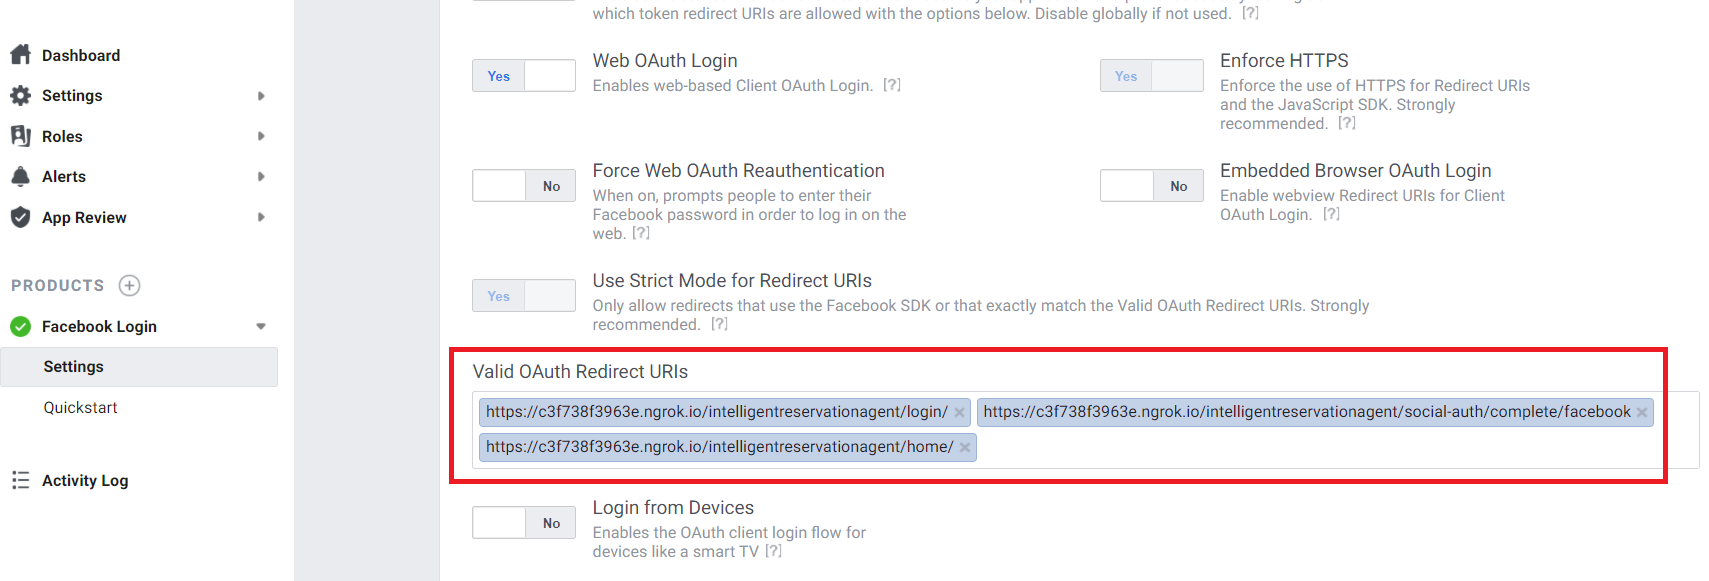 which token redirect URIs are allowed with the options below. Disable globally if not used. [?]
Dashboard
Settings
Roles
Alerts
App Review
PRODUCTS
Facebook Login
Settings
Quickstart
Activity Log
Yes
Web OAuth Login
Enables web-based Client OAuth Login. [?]
Yes
Enforce HTTPS
Enforce the use of HTTPS for Redirect URIs
and the JavaScript SDK. Strongly
recommended. [?]
No
Force Web OAuth Reauthentication
When on, prompts people to enter their
Facebook password in order to log in on the
web. [?]
No
Embedded Browser OAuth Login
Enable webview Redirect URIs for Client
OAuth Login. [?]
Yes
Use Strict Mode for Redirect URIs
Only allow redirects that use the Facebook SDK or that exactly match the Valid OAuth Redirect URIs. Strongly
recommended. [?]
Valid OAuth Redirect URIs
https://c3f738f3963e.ngrok.io/intelligentreservationagent/login/ × https://c3f738f3963e.ngrok.io/intelligentreservationagent/social-auth/complete/facebook ×
https://c3f738f3963e.ngrok.io/intelligentreservationagent/home/ ×
No
Login from Devices
Enables the OAuth client login flow for
devices like a smart TV [?]